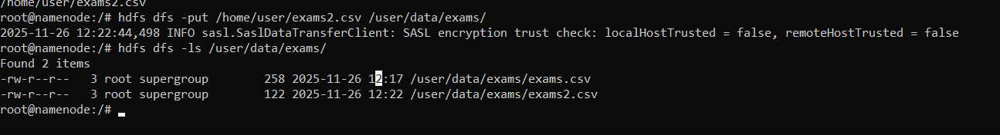 /home/user/exams2.csv
root@namenode:/# hdfs dfs -put /home/user/exams2.csv /user/data/exams/
2025-11-26 12:22:44,498 INFO sasl.SaslDataTransferClient: SASL encryption trust check: localHostTrusted = false, remoteHostTrusted = false
root@namenode:/# hdfs dfs -ls /user/data/exams/
Found 2 items
-rw-r--r--   3 root supergroup        258 2025-11-26 12:17 /user/data/exams/exams.csv
-rw-r--r--   3 root supergroup        122 2025-11-26 12:22 /user/data/exams/exams2.csv
root@namenode:/#